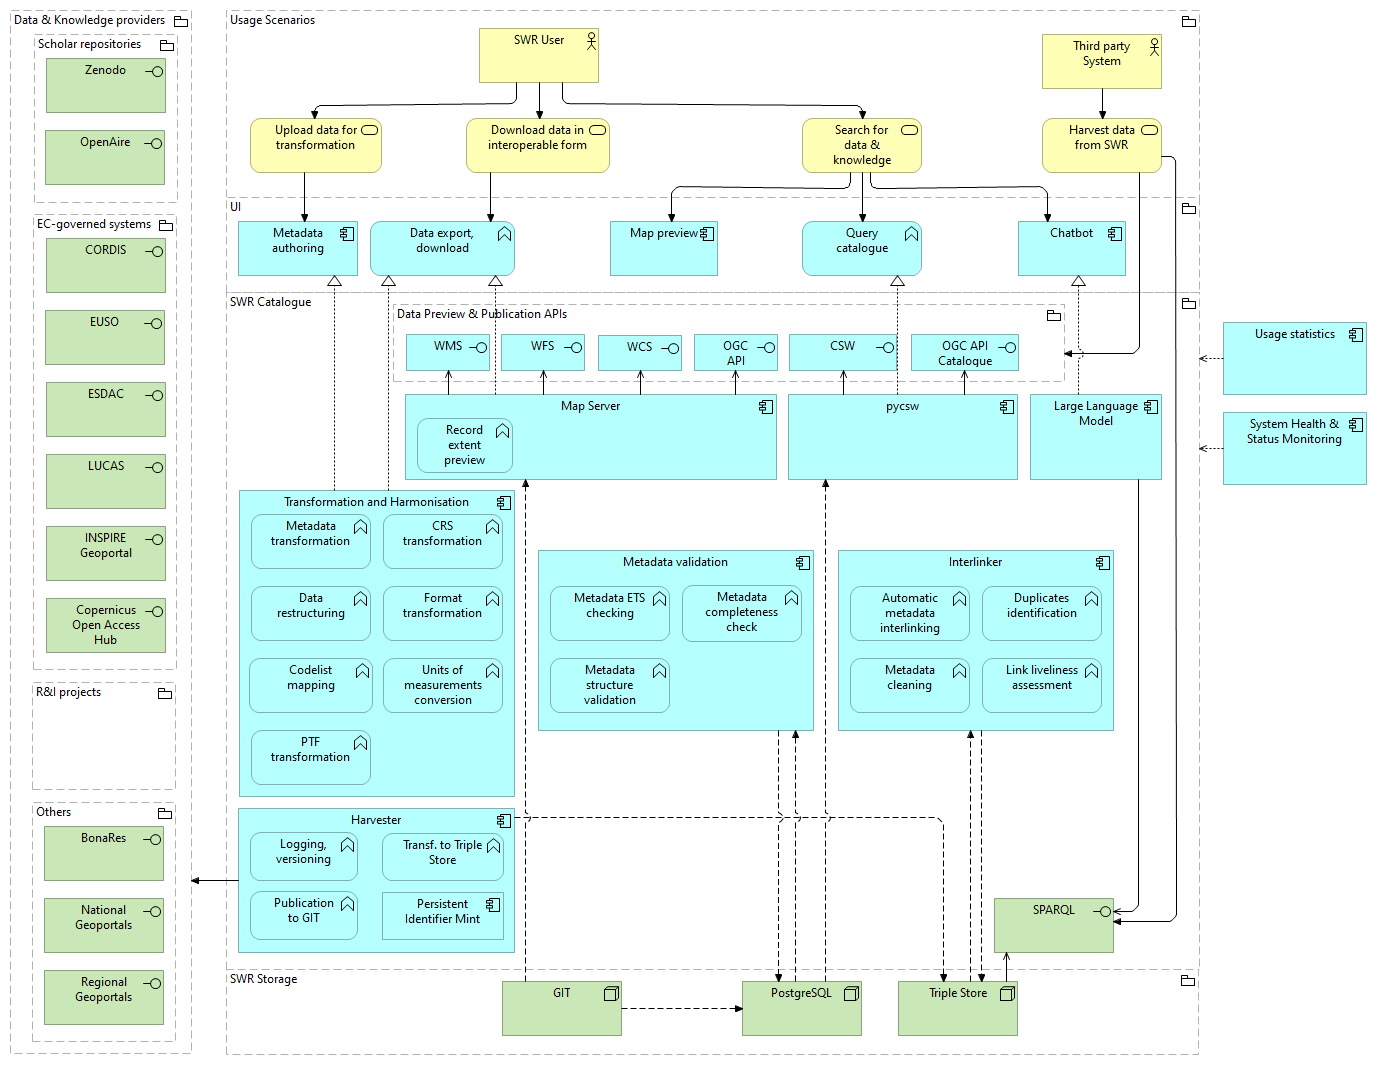 Data & Knowledge providers
Scholar repositories
Zenodo
OpenAire
EC-governed systems
CORDIS
EUSO
ESDAC
LUCAS
INSPIRE
Geoportal
Copernicus
Open Access
Hub
R&I projects
Others
BonaRes
National
Geoportals
Regional
Geoportals
Usage Scenarios
SWR User
Third party
System
Upload data for
transformation
Download data in
interoperable form
Search for
data &
knowledge
Harvest data
from SWR
UI
Metadata
authoring
Data export,
download
Map preview
Query
catalogue
Chatbot
SWR Catalogue
Data Preview & Publication APIs
WMS
WFS
WCS
OGC
API
CSW
OGC API
Catalogue
Map Server
Record
extent
preview
pycsw
Large Language
Model
Usage statistics
System Health &
Status Monitoring
Transformation and Harmonisation
Metadata
transformation
CRS
transformation
Data
restructuring
Format
transformation
Codelist
mapping
Units of
measurements
conversion
PTF
transformation
Metadata validation
Metadata ETS
checking
Metadata
completeness
check
Metadata
structure
validation
Interlinker
Automatic
metadata
interlinking
Duplicates
identification
Metadata
cleaning
Link liveliness
assessment
Harvester
Logging,
versioning
Transf. to Triple
Store
Publication
to GIT
Persistent
Identifier Mint
SPARQL
SWR Storage
GIT
PostgreSQL
Triple Store